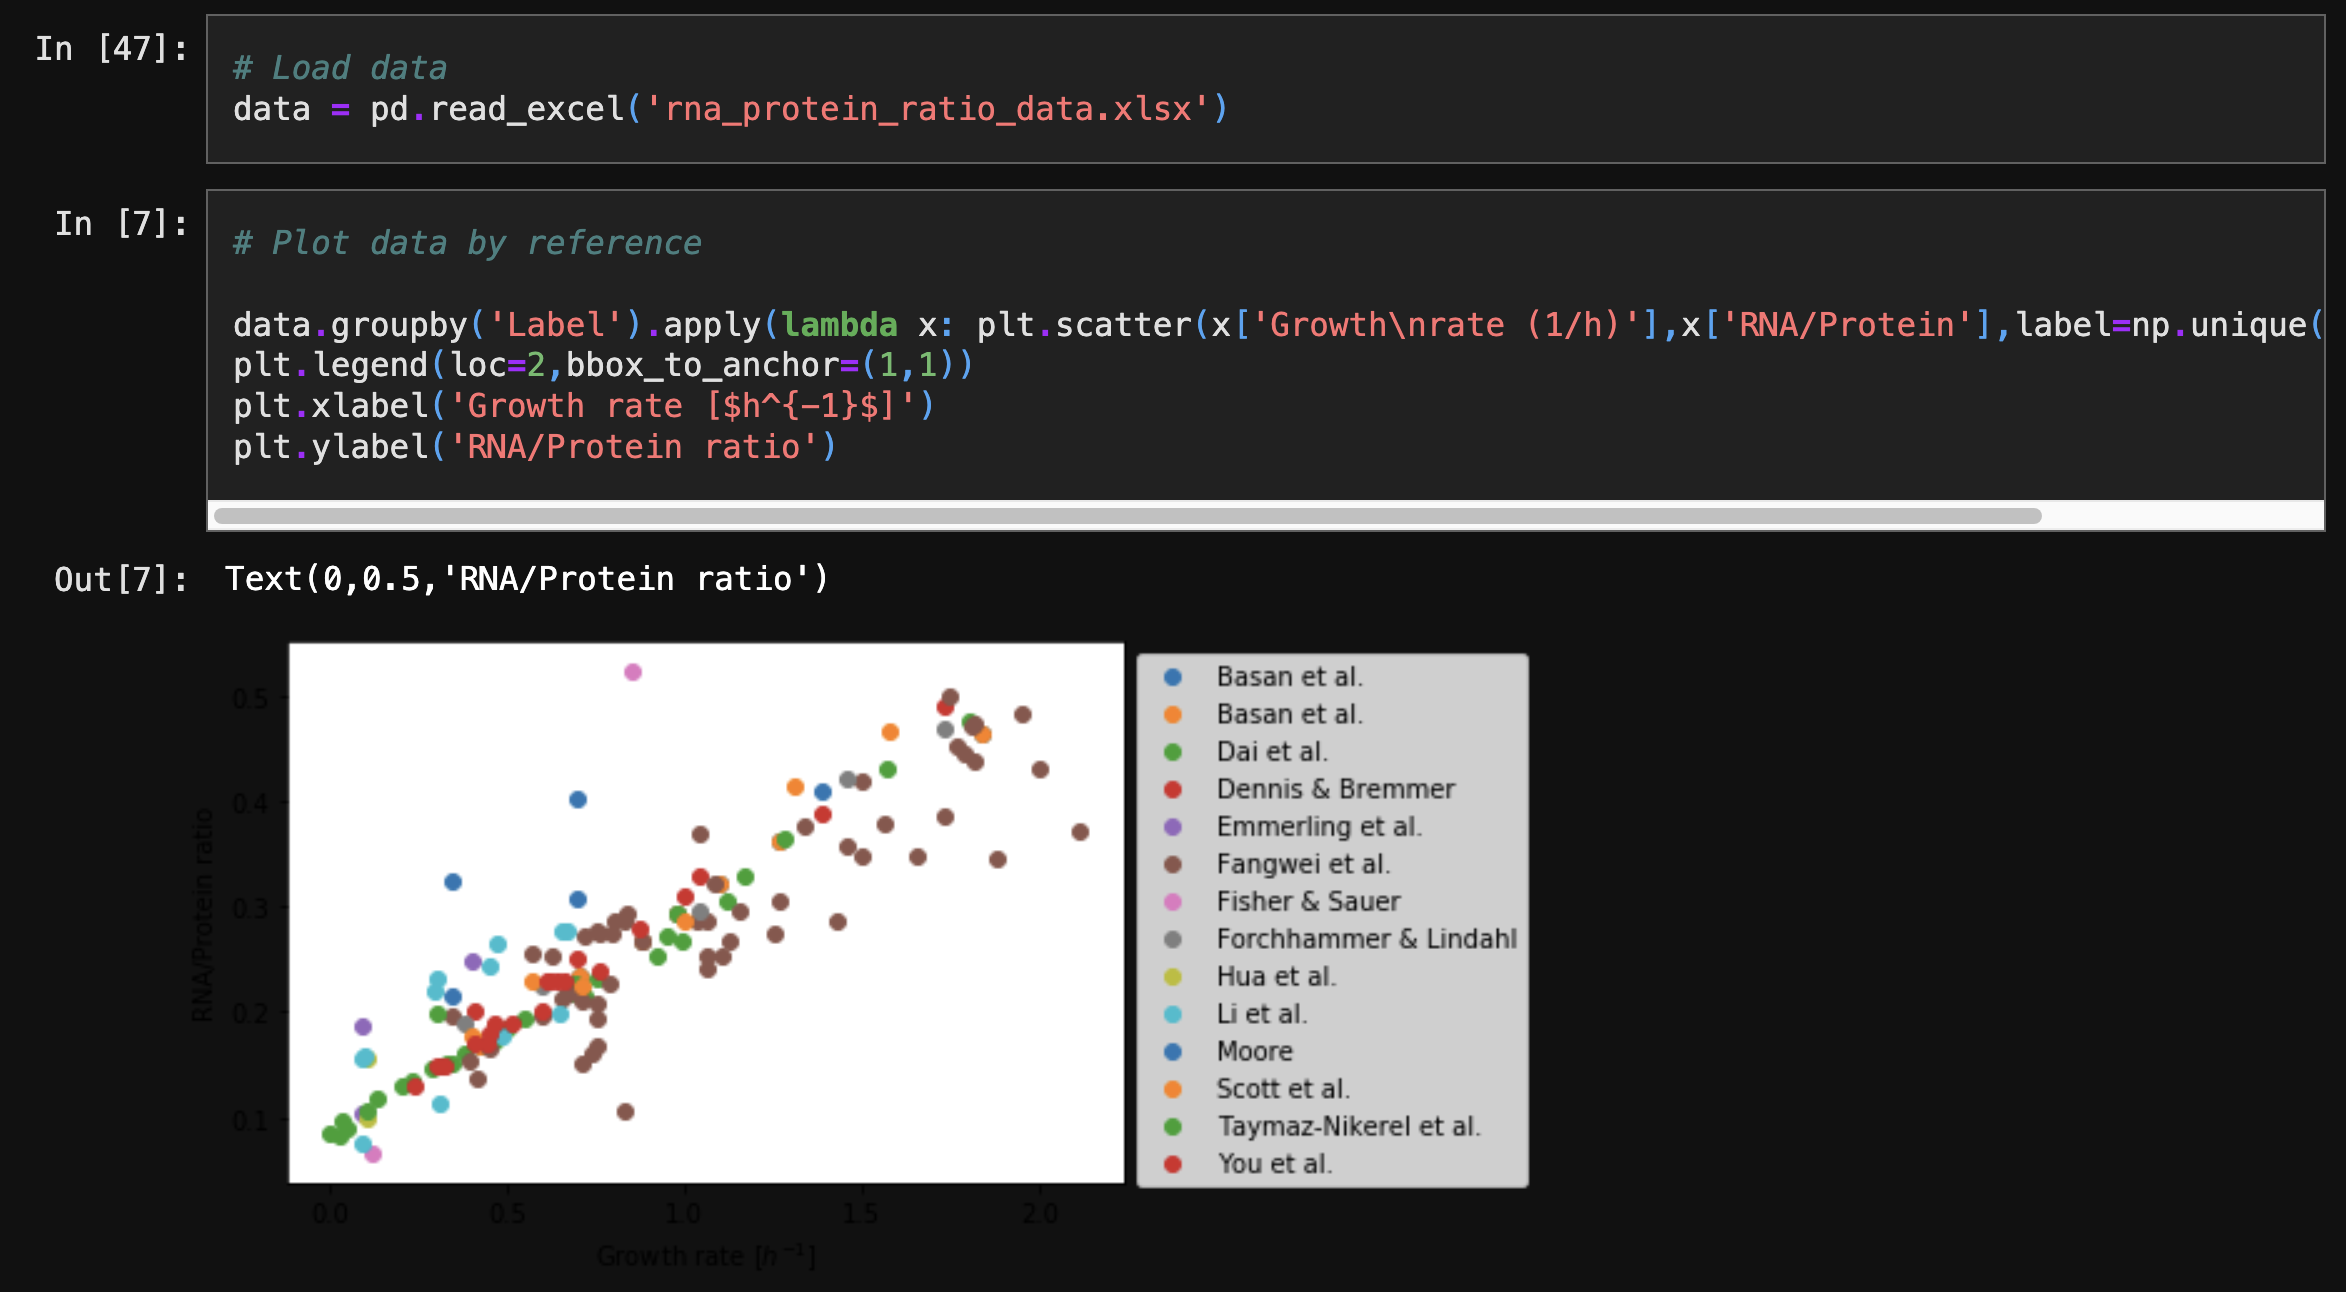 In [47]:
# Load data
data = pd.read_excel('rna_protein_ratio_data.xlsx')
In [7]:
# Plot data by reference
data.groupby('Label').apply(lambda x: plt.scatter(x['Growth\nrate (1/h)'],x['RNA/Protein'],label=np.unique(
plt.legend(loc=2,bbox_to_anchor=(1,1))
plt.xlabel('Growth rate [$h^{-1}$]')
plt.ylabel('RNA/Protein ratio')
Out[7]: Text(0,0.5,'RNA/Protein ratio')
RNA/Protein ratio
0.5
0.4
0.3
0.2
0.1
0.0 0.5 1.0 1.5 2.0
Growth rate [h⁻¹]
Basan et al.
Basan et al.
Dai et al.
Dennis & Bremmer
Emmerling et al.
Fangwei et al.
Fisher & Sauer
Forchhammer & Lindahl
Hua et al.
Li et al.
Moore
Scott et al.
Taymaz-Nikerel et al.
You et al.